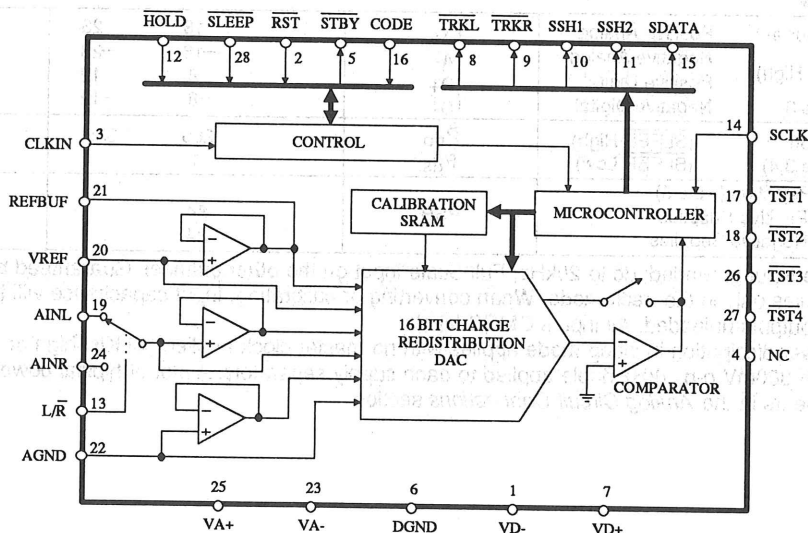 HOLD SLEEP RST STBY CODE TRKL TRKR SSH1 SSH2 SDATA
12 28 2 5 16 8 9 10 11 15
CLKIN 3
CONTROL
14 SCLK
REFBUF 21
CALIBRATION
SRAM
MICROCONTROLLER
17 TST1
18 TST2
VREF 20
26 TST3
AINL 19
27 TST4
16 BIT CHARGE
REDISTRIBUTION
DAC
AINR 24
4 NC
COMPARATOR
L/R 13
AGND 22
- +
- +
- +
- +
25 23 6 1 7
VA+ VA- DGND VD- VD+